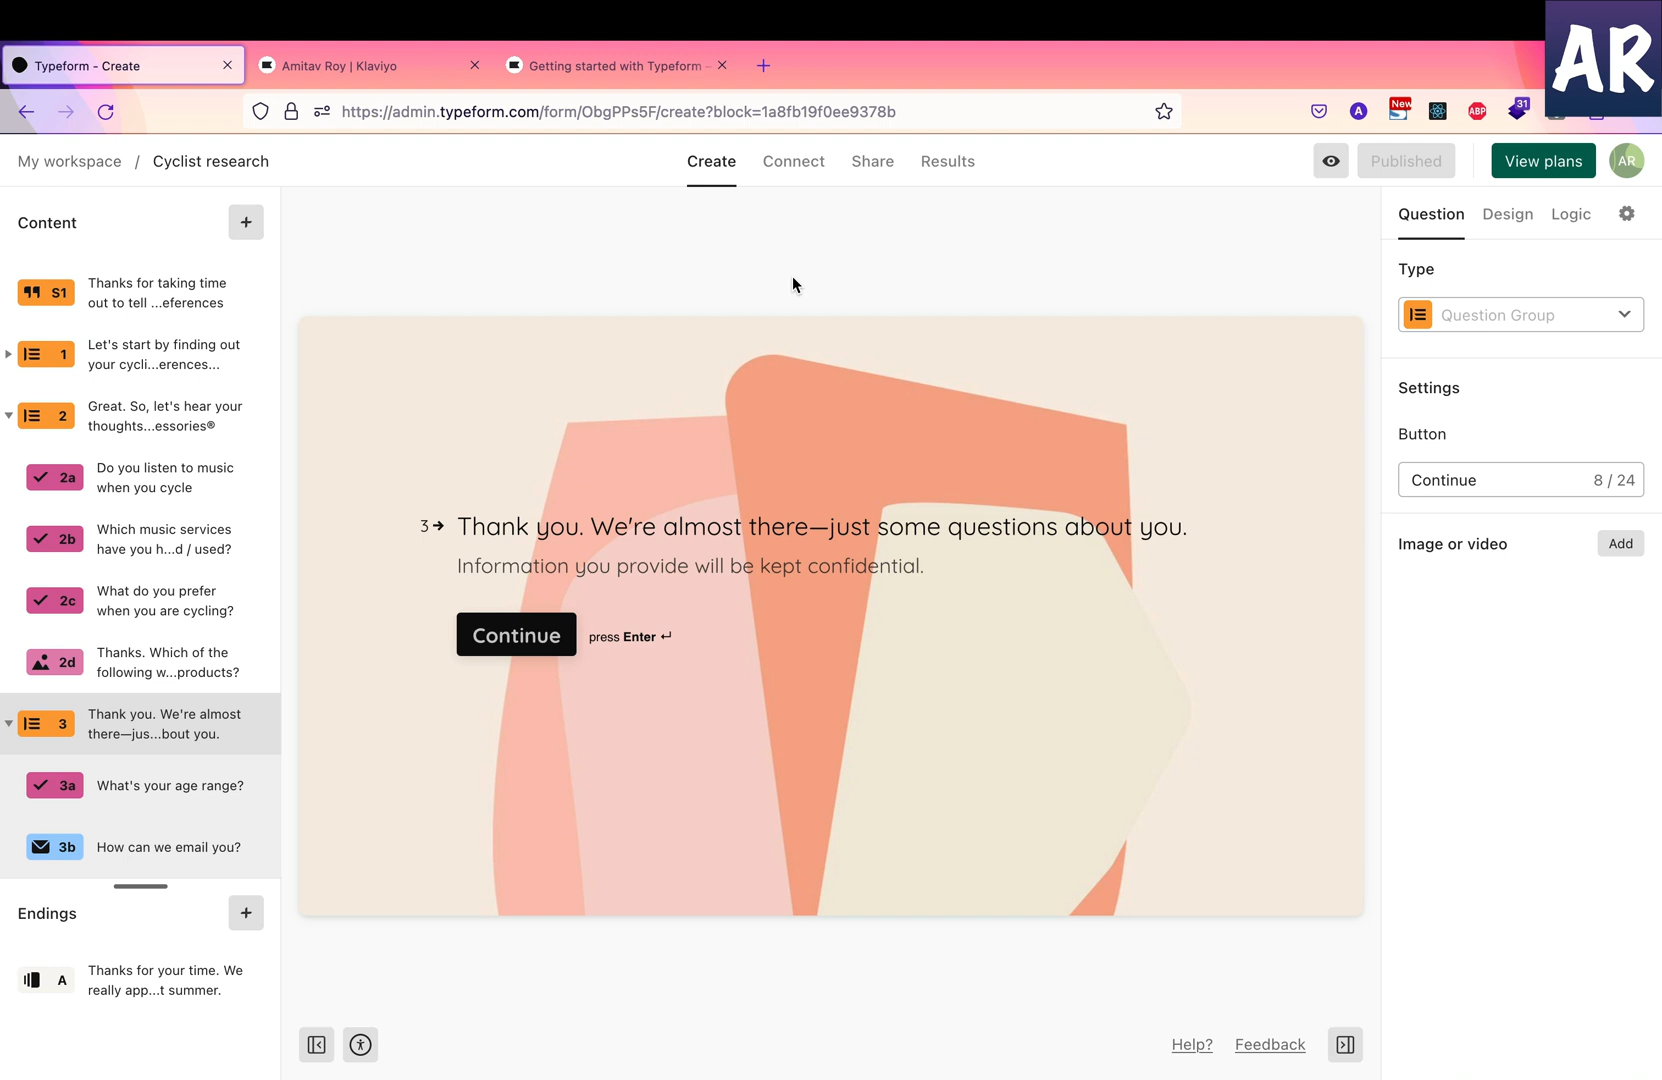 AR
Typeform - Create
Amitav Roy | Klaviyo
Getting started with Typeform -
https://admin.typeform.com/form/ObgPPs5F/create?block=1a8fb19f0ee9378b
A
New
ABP
31
My workspace / Cyclist research
Create
Connect
Share
Results
Published
View plans
AR
Content
+
S1
Thanks for taking time
out to tell ...eferences
1
Let's start by finding out
your cycli...erences...
2
Great. So, let's hear your
thoughts...essories®
2a
Do you listen to music
when you cycle
2b
Which music services
have you h...d / used?
2c
What do you prefer
when you are cycling?
2d
Thanks. Which of the
following w...products?
3
Thank you. We're almost
there—jus...bout you.
3a
What's your age range?
3b
How can we email you?
Endings
+
A
Thanks for your time. We
really app...t summer.
3→ Thank you. We're almost there—just some questions about you.
Information you provide will be kept confidential.
Continue
press Enter ↵
Help?
Feedback
Question
Design
Logic
Type
Question Group
Settings
Button
Continue 8 / 24
Image or video
Add